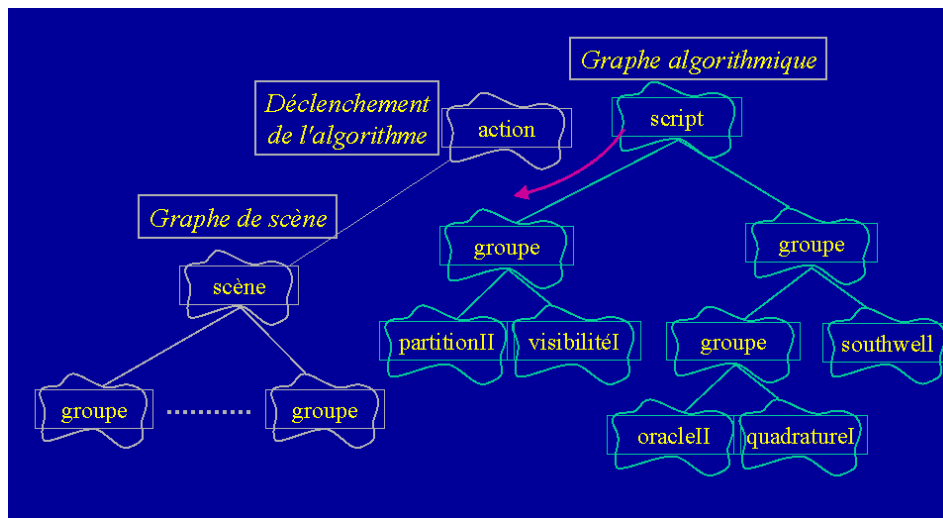 Graphe algorithmique
Déclenchement
de l'algorithme
action
script
Graphe de scène
groupe
groupe
scène
partitionII
visibilitéI
groupe
southwell
groupe
............
groupe
oracleII
quadratureI